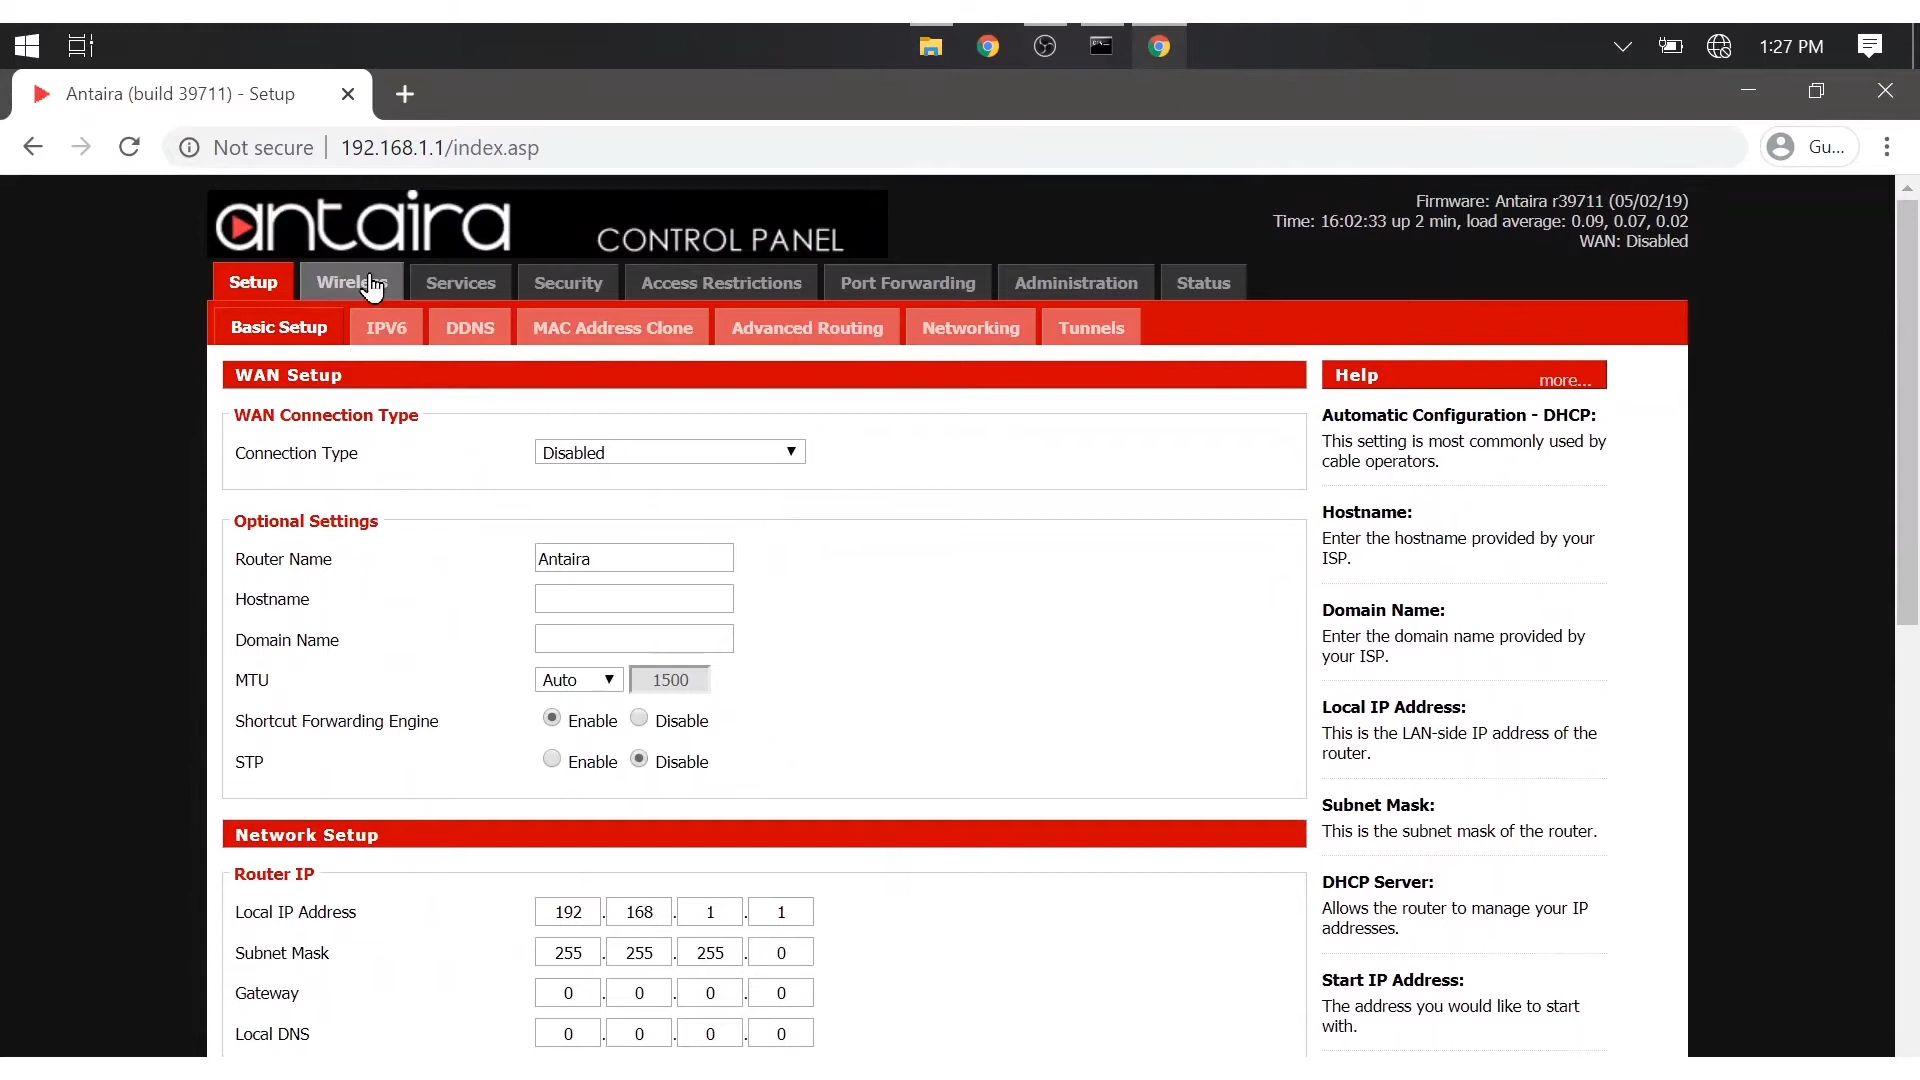 1:27 PM
Antaira (build 39711) - Setup
Not secure | 192.168.1.1/index.asp
Gu...
antaira CONTROL PANEL
Firmware: Antaira r39711 (05/02/19)
Time: 16:02:33 up 2 min, load average: 0.09, 0.07, 0.02
WAN: Disabled
Setup Wireless Services Security Access Restrictions Port Forwarding Administration Status
Basic Setup IPV6 DDNS MAC Address Clone Advanced Routing Networking Tunnels
WAN Setup
WAN Connection Type
Connection Type Disabled
Optional Settings
Router Name Antaira
Hostname
Domain Name
MTU Auto 1500
Shortcut Forwarding Engine Enable Disable
STP Enable Disable
Network Setup
Router IP
Local IP Address 192 . 168 . 1 . 1
Subnet Mask 255 . 255 . 255 . 0
Gateway 0 . 0 . 0 . 0
Local DNS 0 . 0 . 0 . 0
Help more...
Automatic Configuration - DHCP:
This setting is most commonly used by
cable operators.
Hostname:
Enter the hostname provided by your
ISP.
Domain Name:
Enter the domain name provided by
your ISP.
Local IP Address:
This is the LAN-side IP address of the
router.
Subnet Mask:
This is the subnet mask of the router.
DHCP Server:
Allows the router to manage your IP
addresses.
Start IP Address:
The address you would like to start
with.